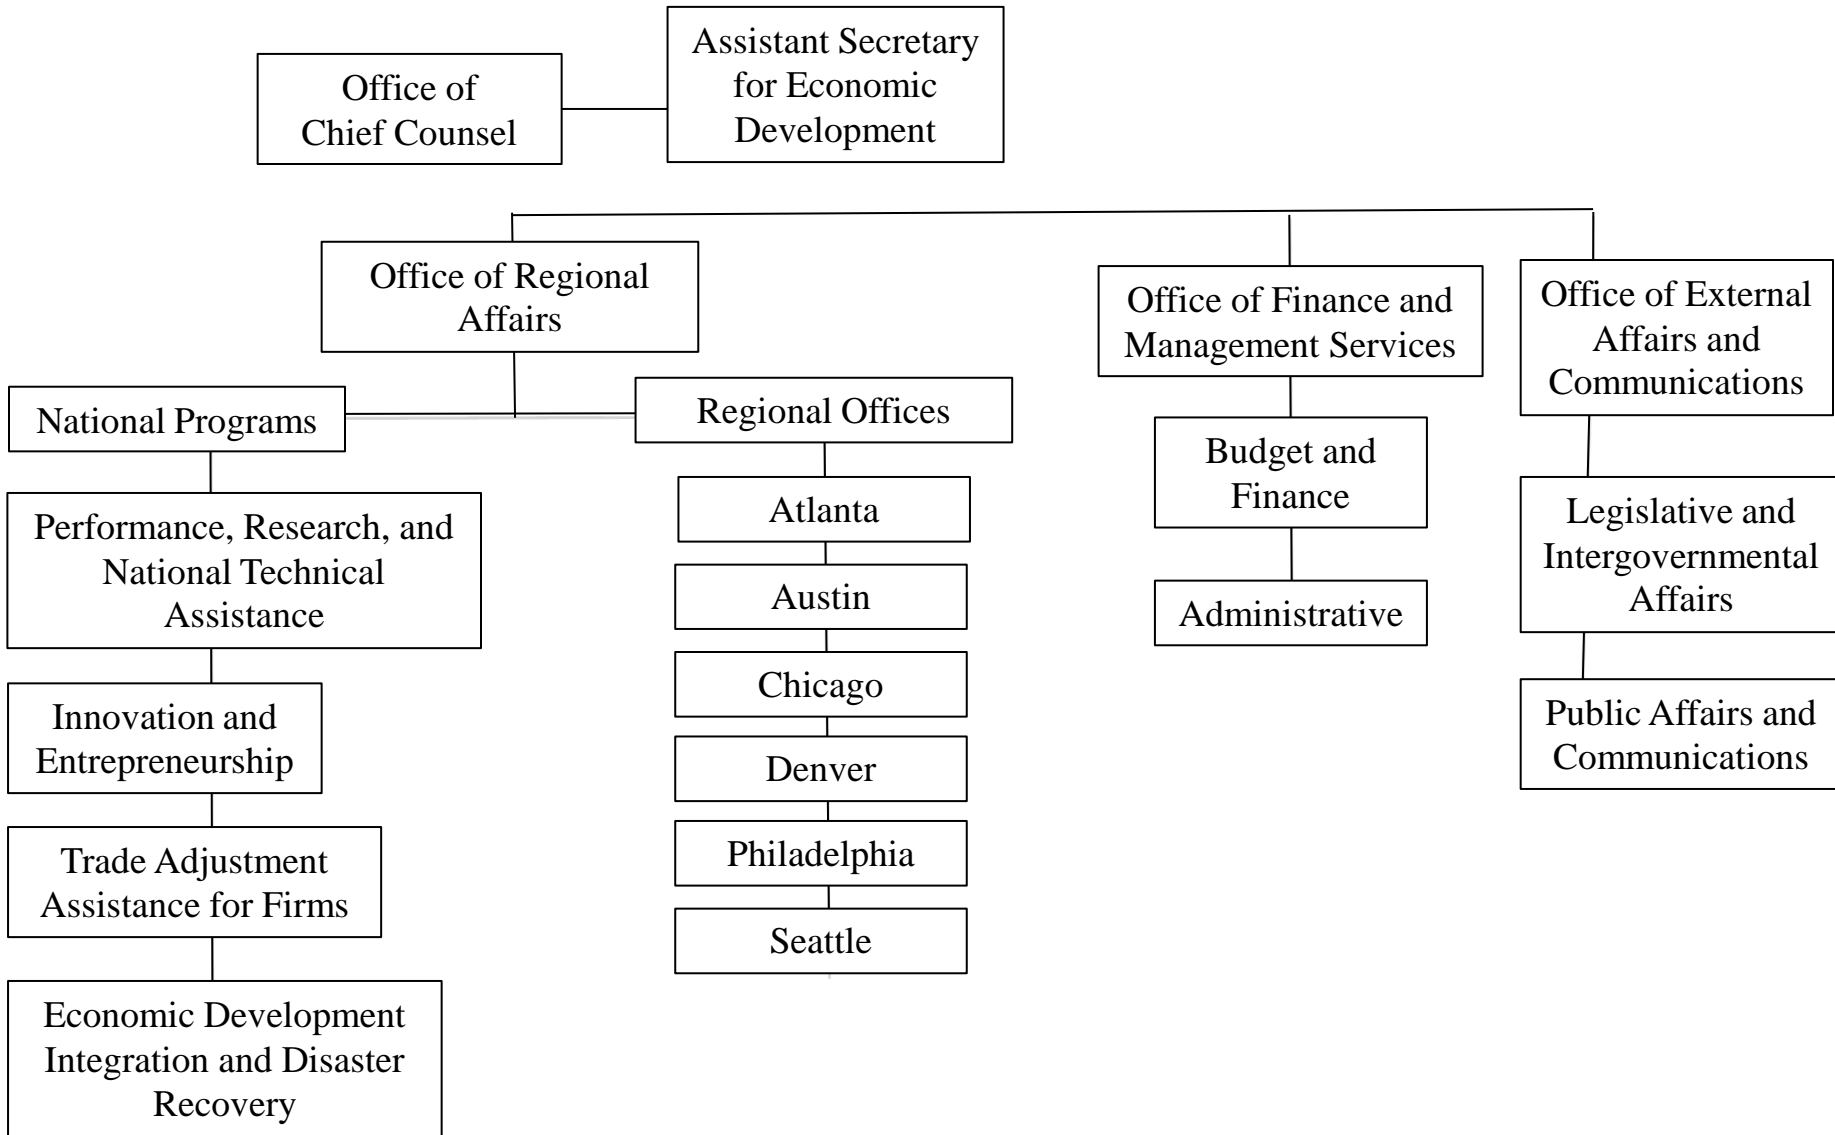 Assistant Secretary
for Economic
Development
Office of
Chief Counsel
Office of Regional
Affairs
Office of Finance and
Management Services
Office of External
Affairs and
Communications
National Programs
Regional Offices
Budget and
Finance
Performance, Research, and
National Technical
Assistance
Atlanta
Legislative and
Intergovernmental
Affairs
Austin
Administrative
Innovation and
Entrepreneurship
Chicago
Public Affairs and
Communications
Denver
Trade Adjustment
Assistance for Firms
Philadelphia
Seattle
Economic Development
Integration and Disaster
Recovery